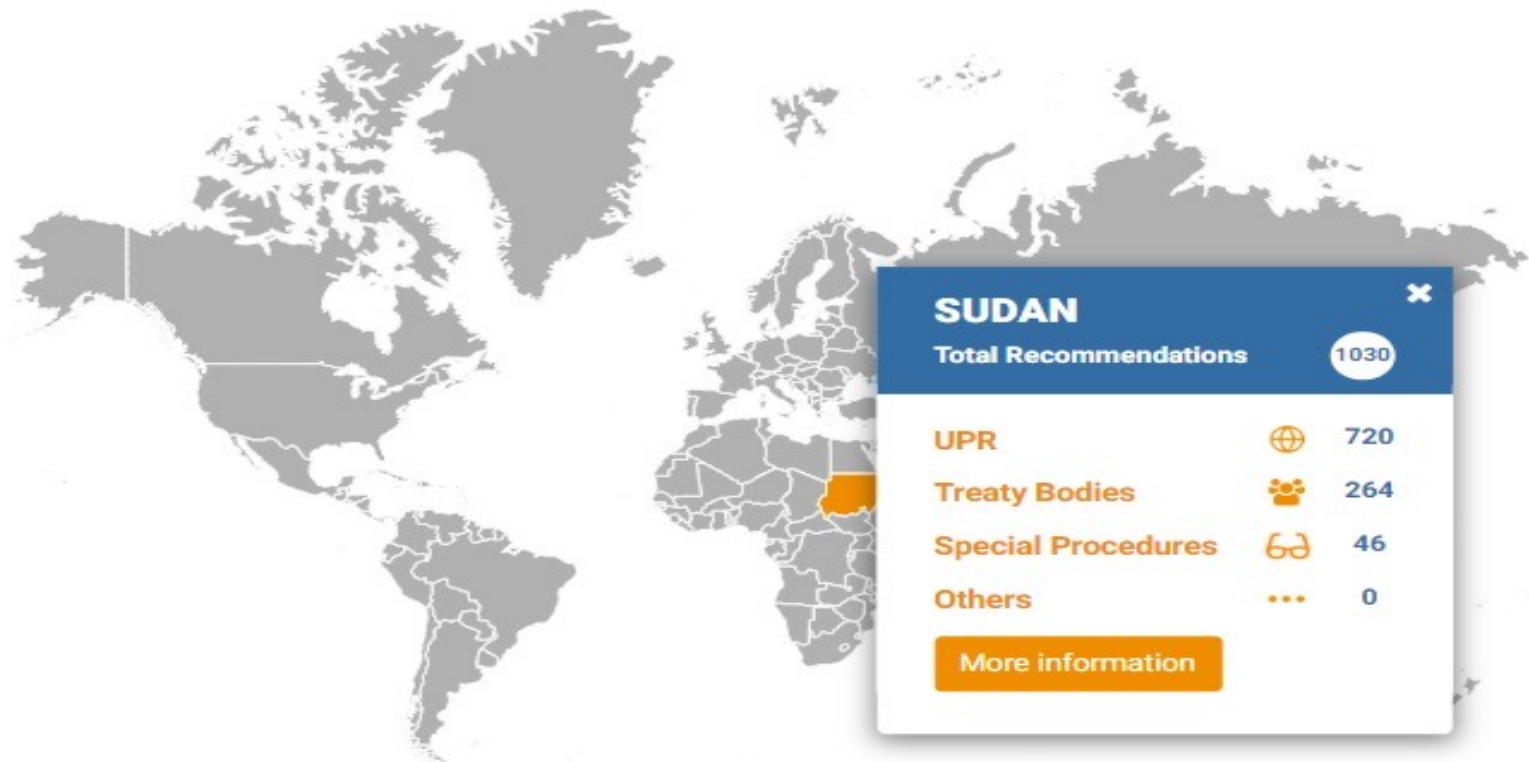 SUDAN
Total Recommendations 1030
UPR 720
Treaty Bodies 264
Special Procedures 46
Others 0
More information